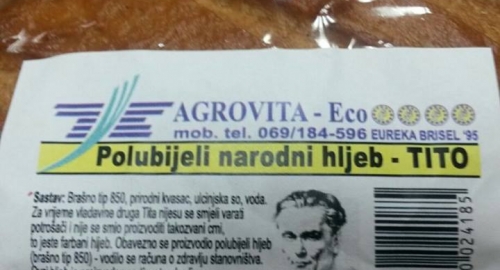 AGROVITA - Eco
mob. tel. 069/184-596 EUREKA BRISEL '95
Polubijeli narodni hljeb - TITO
*Sastav: Brašno tip 850, prirodni kvasac, ulcinjska so, voda.
Za vrijeme vladavine druga Tita nijesu se smjeli varati
potrošači i nije se smio proizvoditi takozvani crni,
to jeste farbani hljeb. Obavezno se proizvodio polubijeli hljeb
(brašno tip 850) - vodilo se računa o zdravlju stanovništva.
00024185